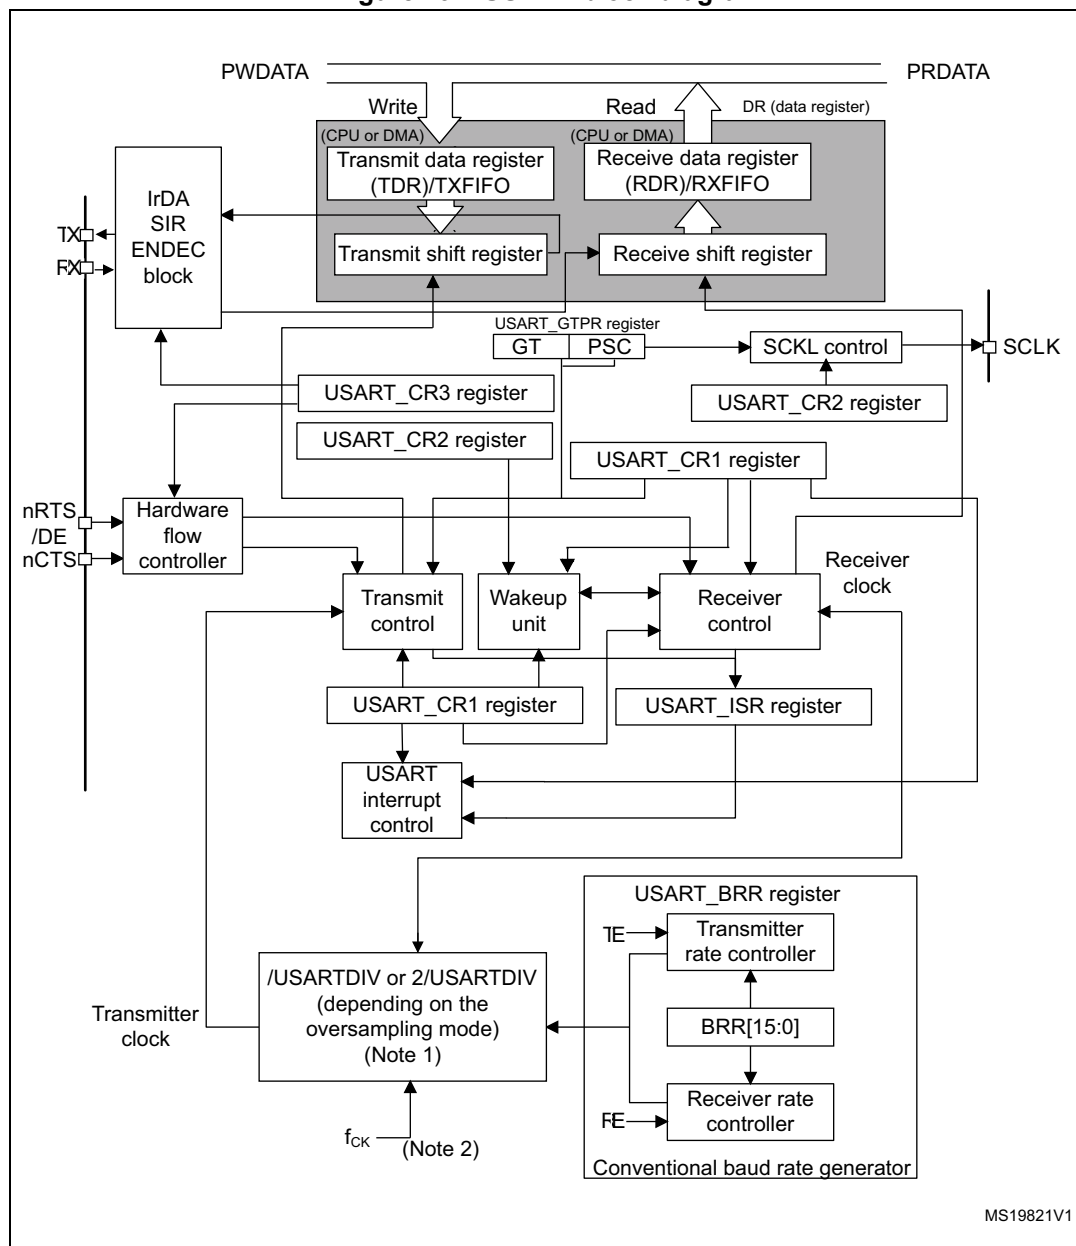 PWDATA
PRDATA
Write
Read
DR (data register)
(CPU or DMA)
(CPU or DMA)
Transmit data register
(TDR)/TXFIFO
Receive data register
(RDR)/RXFIFO
IrDA
SIR
ENDEC
block
TX
RX
Transmit shift register
Receive shift register
USART_GTPR register
GT
PSC
SCKL control
SCLK
USART_CR3 register
USART_CR2 register
USART_CR2 register
USART_CR1 register
nRTS
/DE
nCTS
Hardware
flow
controller
Receiver
clock
Transmit
control
Wakeup
unit
Receiver
control
USART_CR1 register
USART_ISR register
USART
interrupt
control
USART_BRR register
TE
Transmitter
rate controller
/USARTDIV or 2/USARTDIV
(depending on the
oversampling mode)
(Note 1)
Transmitter
clock
BRR[15:0]
Receiver rate
controller
RE
fCK
(Note 2)
Conventional baud rate generator
MS19821V1